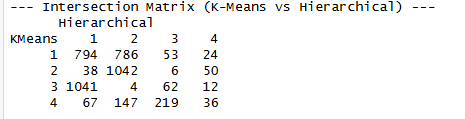 --- Intersection Matrix (K-Means vs Hierarchical) ---
Hierarchical
KMeans 1 2 3 4
1 794 786 53 24
2 38 1042 6 50
3 1041 4 62 12
4 67 147 219 36